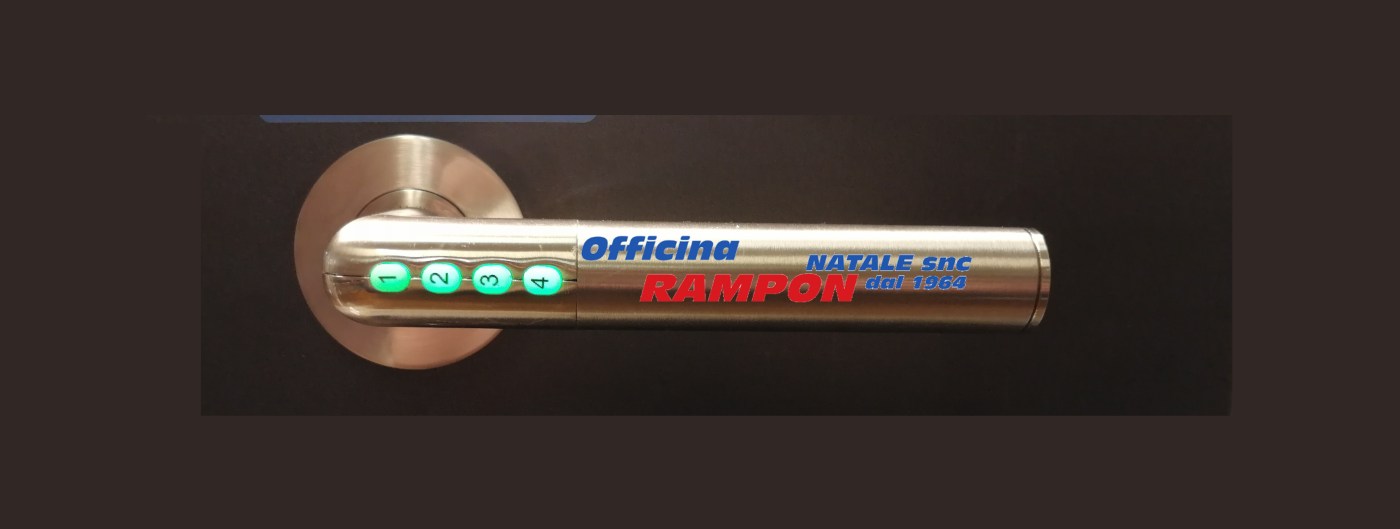 1 2 3 4
Officina
RAMPON
NATALE snc
dal 1964